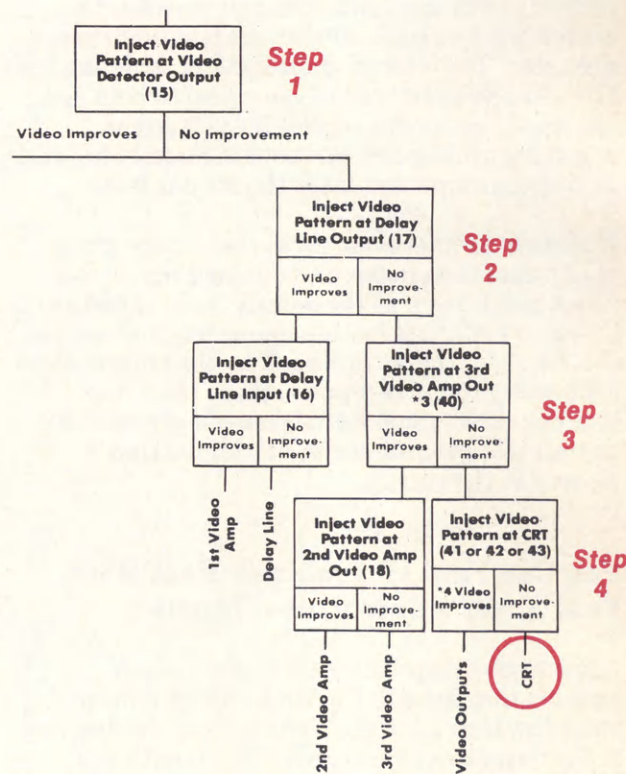 Inject Video
Pattern at Video
Detector Output
(15)
Step
1
Video Improves
No Improvement
Inject Video
Pattern at Delay
Line Output (17)
Step
2
Video
Improves
No
Improve-
ment
Inject Video
Pattern at Delay
Line Input (16)
Video
Improves
No
Improve-
ment
Inject Video
Pattern at 3rd
Video Amp Out
*3 (40)
Video
Improves
No
Improve-
ment
Step
3
1st Video
Amp
Delay Line
Inject Video
Pattern at
2nd Video Amp
Out (18)
Video
Improves
No
Improve-
ment
Inject Video
Pattern at CRT
(41 or 42 or 43)
*4 Video
Improves
No
Improve-
ment
Step
4
2nd Video Amp
3rd Video Amp
Video Outputs
CRT